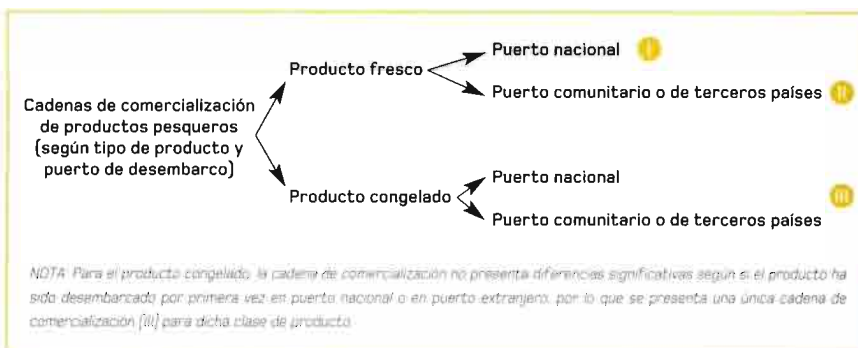 Puerto nacional I
Producto fresco
Puerto comunitario o de terceros países II
Cadenas de comercialización
de productos pesqueros
(según tipo de producto y
puerto de desembarco)
Puerto nacional
Producto congelado
III
Puerto comunitario o de terceros países
NOTA: Para el producto congelado, la cadena de comercialización no presenta diferencias significativas según si el producto ha
sido desembarcado por primera vez en puerto nacional o en puerto extranjero, por lo que se presenta una única cadena de
comercialización (III) para dicha clase de producto.